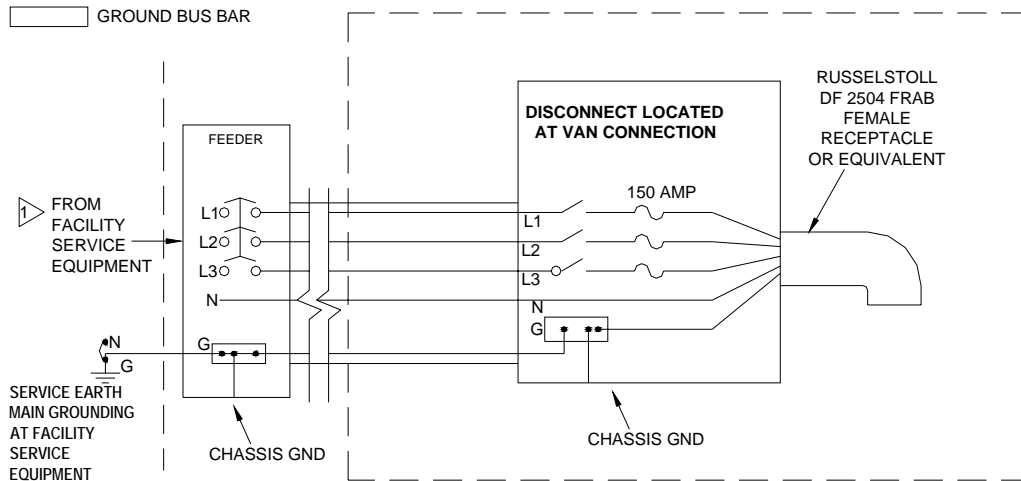 GROUND BUS BAR
FEEDER
DISCONNECT LOCATED
AT VAN CONNECTION
RUSSELSTOLL
DF 2504 FRAB
FEMALE
RECEPTACLE
OR EQUIVALENT
1
FROM
FACILITY
SERVICE
EQUIPMENT
L1
L2
L3
N
G
150 AMP
L1
L2
L3
N
G
N
G
SERVICE EARTH
MAIN GROUNDING
AT FACILITY
SERVICE
EQUIPMENT
CHASSIS GND
CHASSIS GND